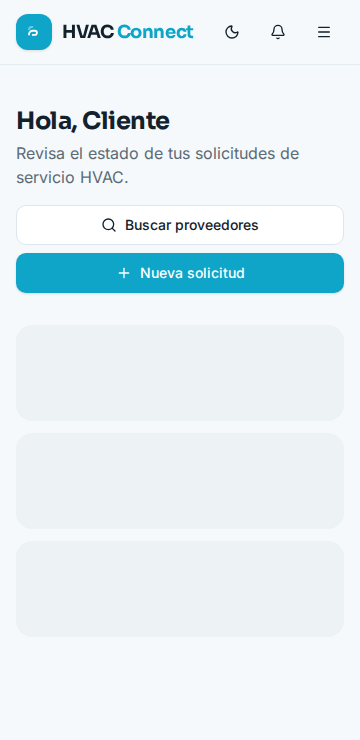 HVAC Connect
Hola, Cliente
Revisa el estado de tus solicitudes de
servicio HVAC.
Buscar proveedores
Nueva solicitud